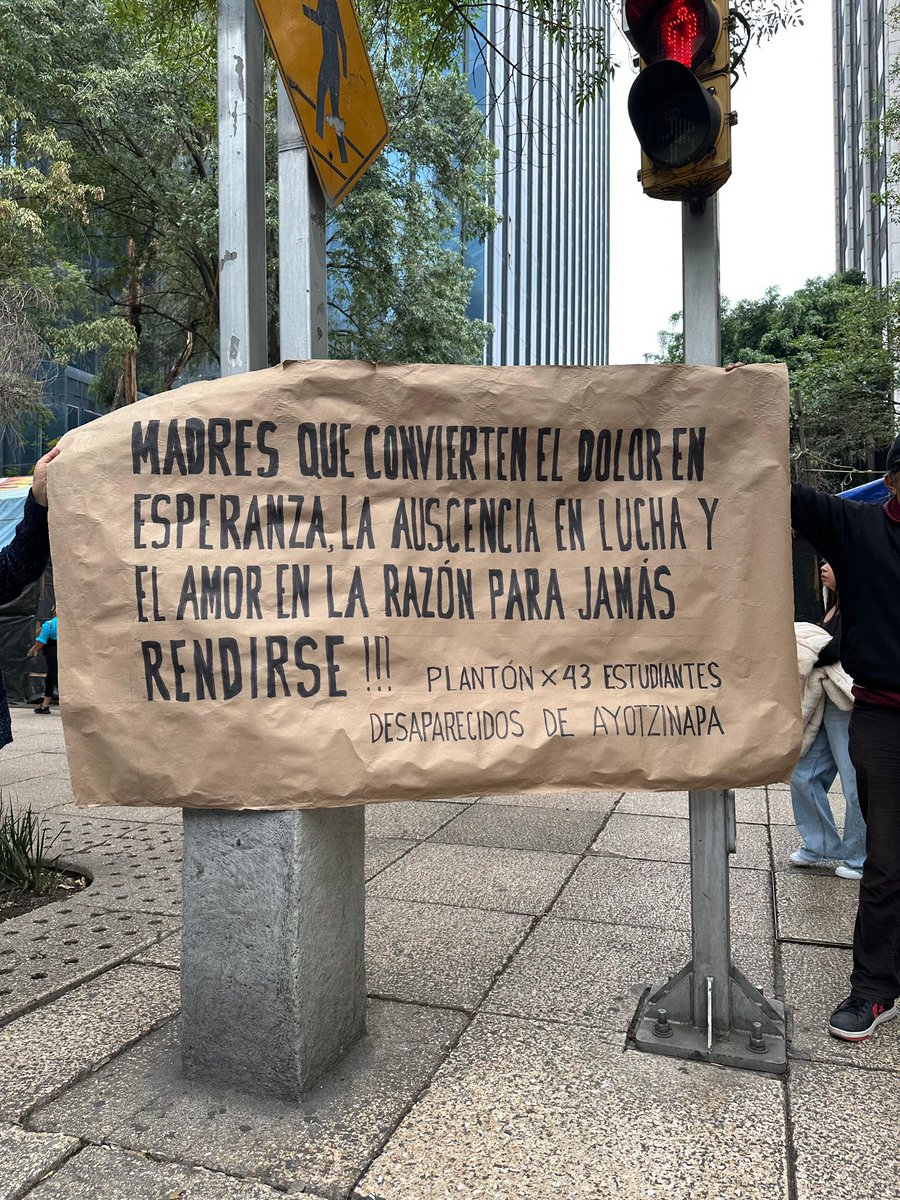 MADRES QUE CONVIERTEN EL DOLOR EN
ESPERANZA, LA AUSCENCIA EN LUCHA Y
EL AMOR EN LA RAZÓN PARA JAMÁS
RENDIRSE !!!
PLANTÓN X 43 ESTUDIANTES
DESAPARECIDOS DE AYOTZINAPA